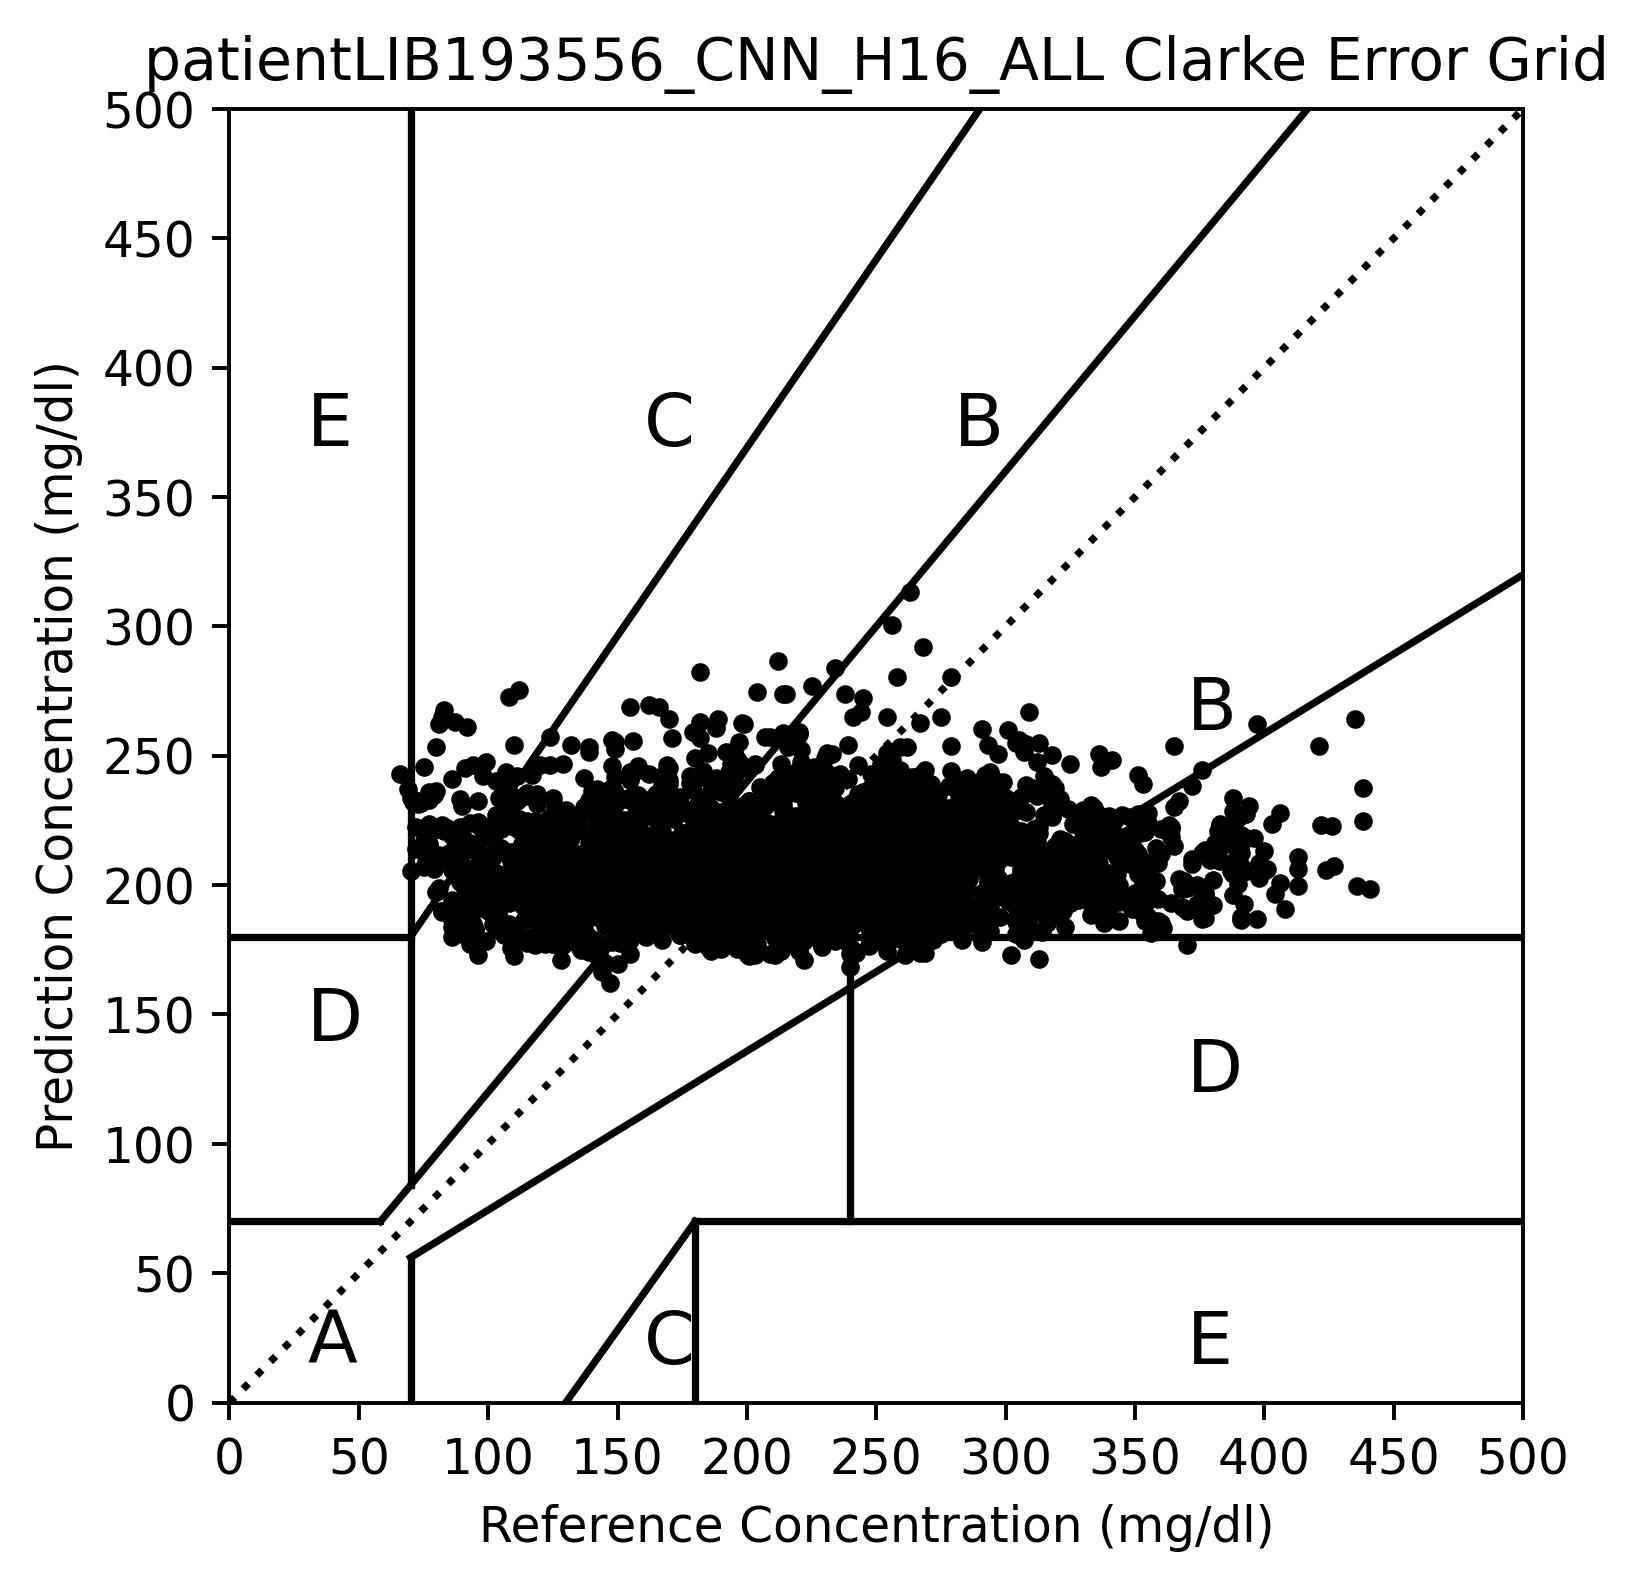 patientLIB193556_CNN_H16_ALL Clarke Error Grid
500
450
400
350
300
250
200
150
100
50
0
Prediction Concentration (mg/dl)
E
C
B
B
D
D
A
C
E
0 50 100 150 200 250 300 350 400 450 500
Reference Concentration (mg/dl)